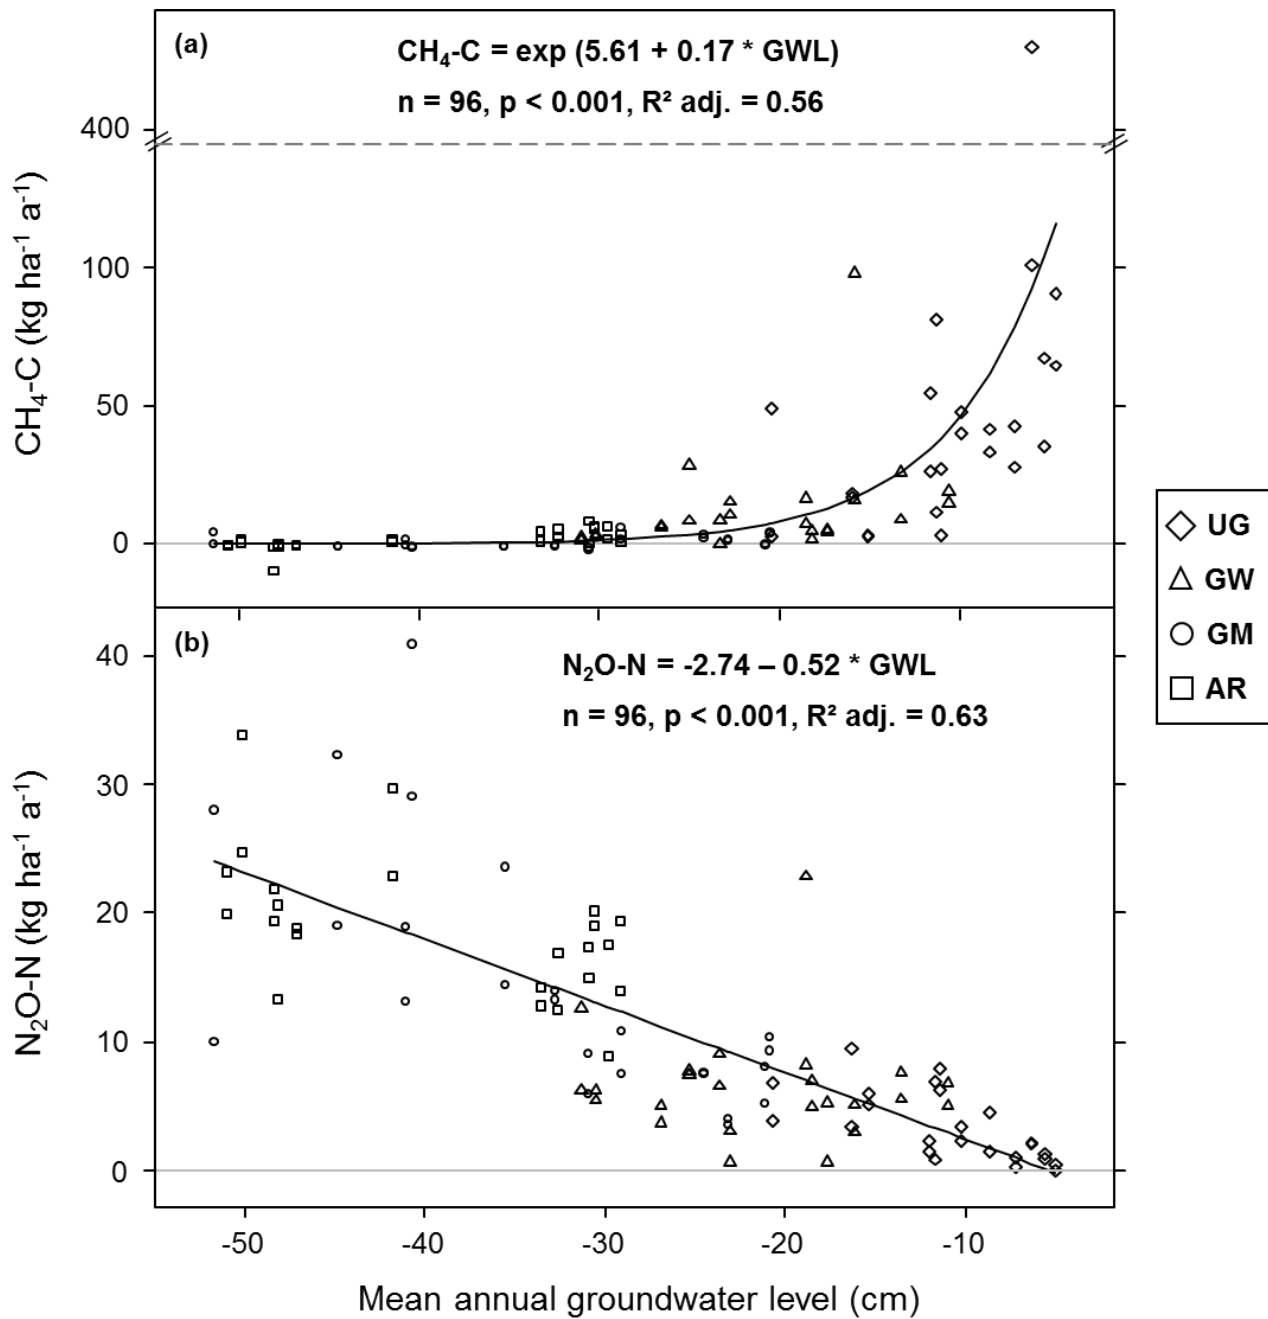 (a)
CH₄-C = exp (5.61 + 0.17 * GWL)
n = 96, p < 0.001, R² adj. = 0.56
400
100
50
0
CH₄-C (kg ha⁻¹ a⁻¹)
UG
GW
GM
AR
(b)
N₂O-N = -2.74 – 0.52 * GWL
n = 96, p < 0.001, R² adj. = 0.63
40
30
20
10
0
N₂O-N (kg ha⁻¹ a⁻¹)
-50 -40 -30 -20 -10
Mean annual groundwater level (cm)